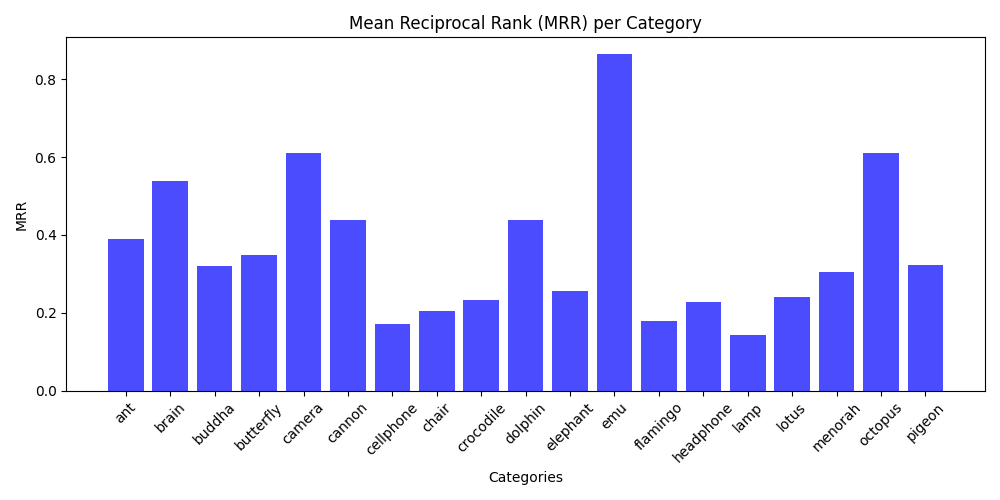 Mean Reciprocal Rank (MRR) per Category
MRR
0.8
0.6
0.4
0.2
0.0
ant
brain
buddha
butterfly
camera
cannon
cellphone
chair
crocodile
dolphin
elephant
emu
flamingo
headphone
lamp
lotus
menorah
octopus
pigeon
Categories